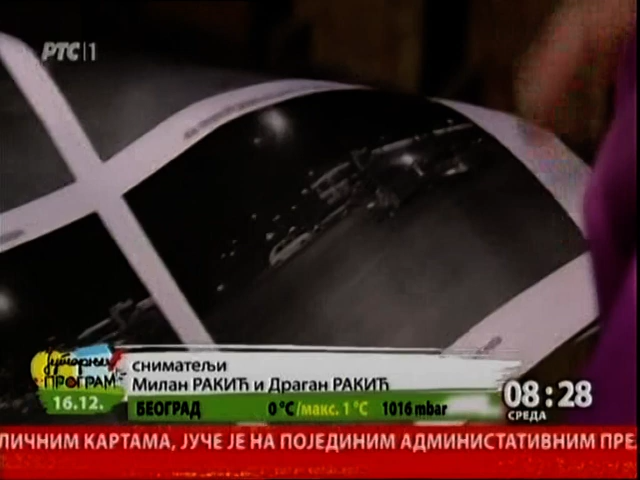 РТС|1
сниматељи
Јутарњи
ПРОГРАМ
Милан РАКИЋ и Драган РАКИЋ
16.12.
БЕОГРАД 0 °C /макс. 1 °C 1016 mbar
08:28
СРЕДА
ЛИЧНИМ КАРТАМА, ЈУЧЕ ЈЕ НА ПОЈЕДИНИМ АДМИНИСТАТИВНИМ ПРЕ